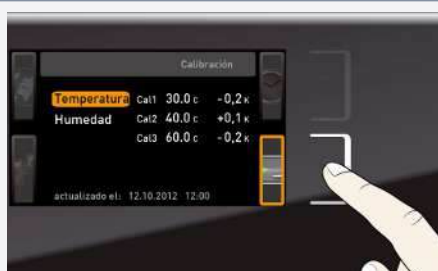 Calibración
Temperatura Cal1 30.0 c -0,2 K
Humedad Cal2 40.0 c +0,1 K
Cal3 60.0 c -0,2 K
actualizado el: 12.10.2012 12:00